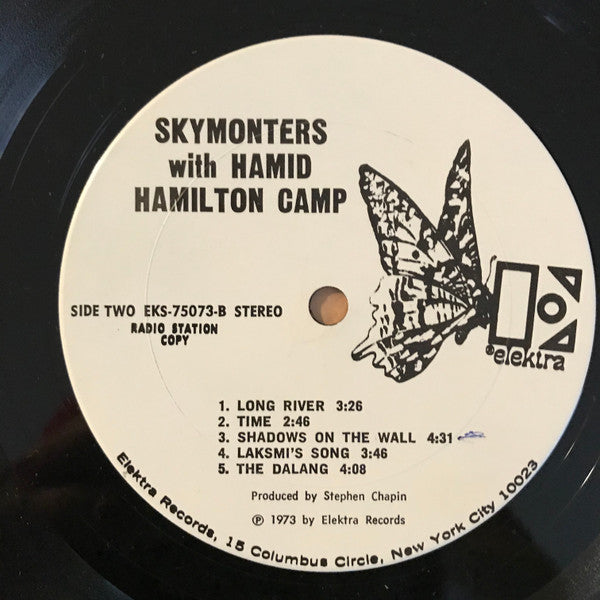 SKYMONTERS
with HAMID
HAMILTON CAMP
SIDE TWO EKS-75073-B STEREO
RADIO STATION
COPY
elektra
1. LONG RIVER 3:26
2. TIME 2:46
3. SHADOWS ON THE WALL 4:31
4. LAKSMI'S SONG 3:46
5. THE DALANG 4:08
Produced by Stephen Chapin
℗ 1973 by Elektra Records
Elektra Records, 15 Columbus Circle, New York City 10023